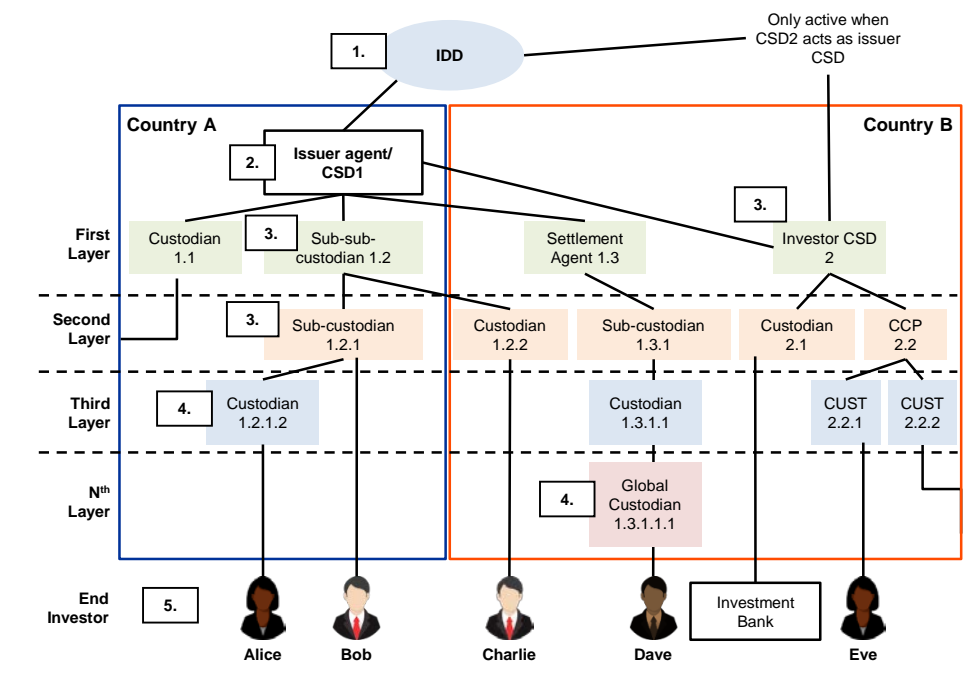 Only active when
CSD2 acts as issuer
CSD
1.
IDD
Country A
Country B
2.
Issuer agent/
CSD1
3.
First
Layer
Custodian
1.1
3.
Sub-sub-
custodian 1.2
Settlement
Agent 1.3
Investor CSD
2
Second
Layer
3.
Sub-custodian
1.2.1
Custodian
1.2.2
Sub-custodian
1.3.1
Custodian
2.1
CCP
2.2
Third
Layer
4.
Custodian
1.2.1.2
Custodian
1.3.1.1
CUST
2.2.1
CUST
2.2.2
Nth
Layer
4.
Global
Custodian
1.3.1.1.1
End
Investor
5.
Investment
Bank
Alice
Bob
Charlie
Dave
Eve